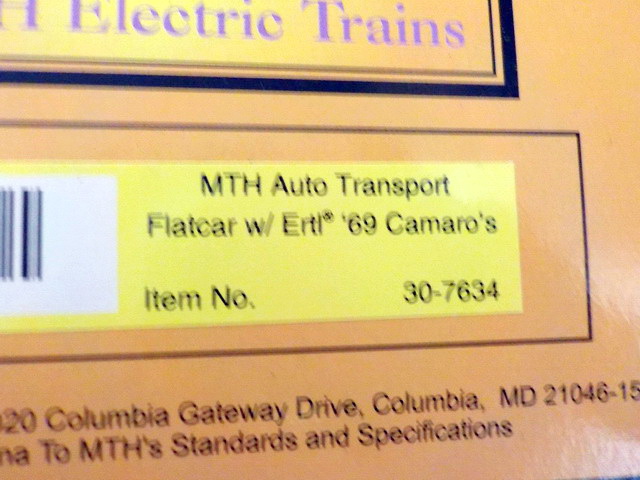 H Electric Trains
MTH Auto Transport
Flatcar w/ Ertl® '69 Camaro's
Item No. 30-7634
020 Columbia Gateway Drive, Columbia, MD 21046-15
na To MTH's Standards and Specifications